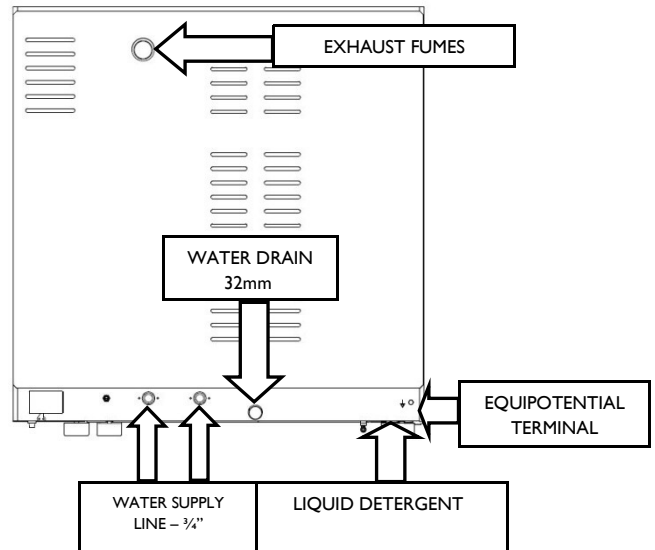 EXHAUST FUMES
WATER DRAIN
32mm
EQUIPOTENTIAL
TERMINAL
WATER SUPPLY
LINE – ¾”
LIQUID DETERGENT